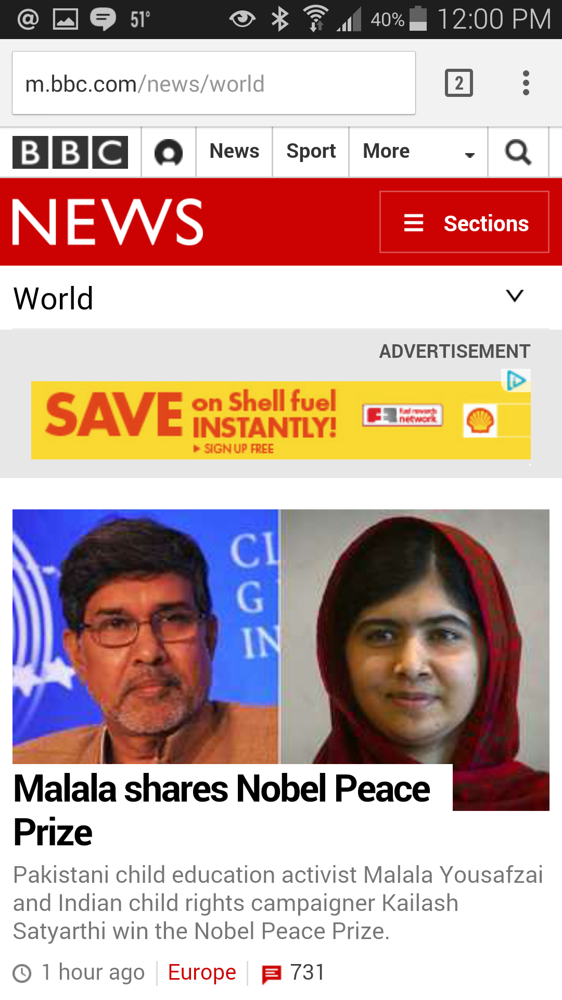 51° 40% 12:00 PM
m.bbc.com/news/world 2
BBC News Sport More
NEWS Sections
World
ADVERTISEMENT
SAVE on Shell fuel
INSTANTLY!
SIGN UP FREE
fuel rewards
network
CL
G
IN
Malala shares Nobel Peace
Prize
Pakistani child education activist Malala Yousafzai
and Indian child rights campaigner Kailash
Satyarthi win the Nobel Peace Prize.
1 hour ago Europe 731